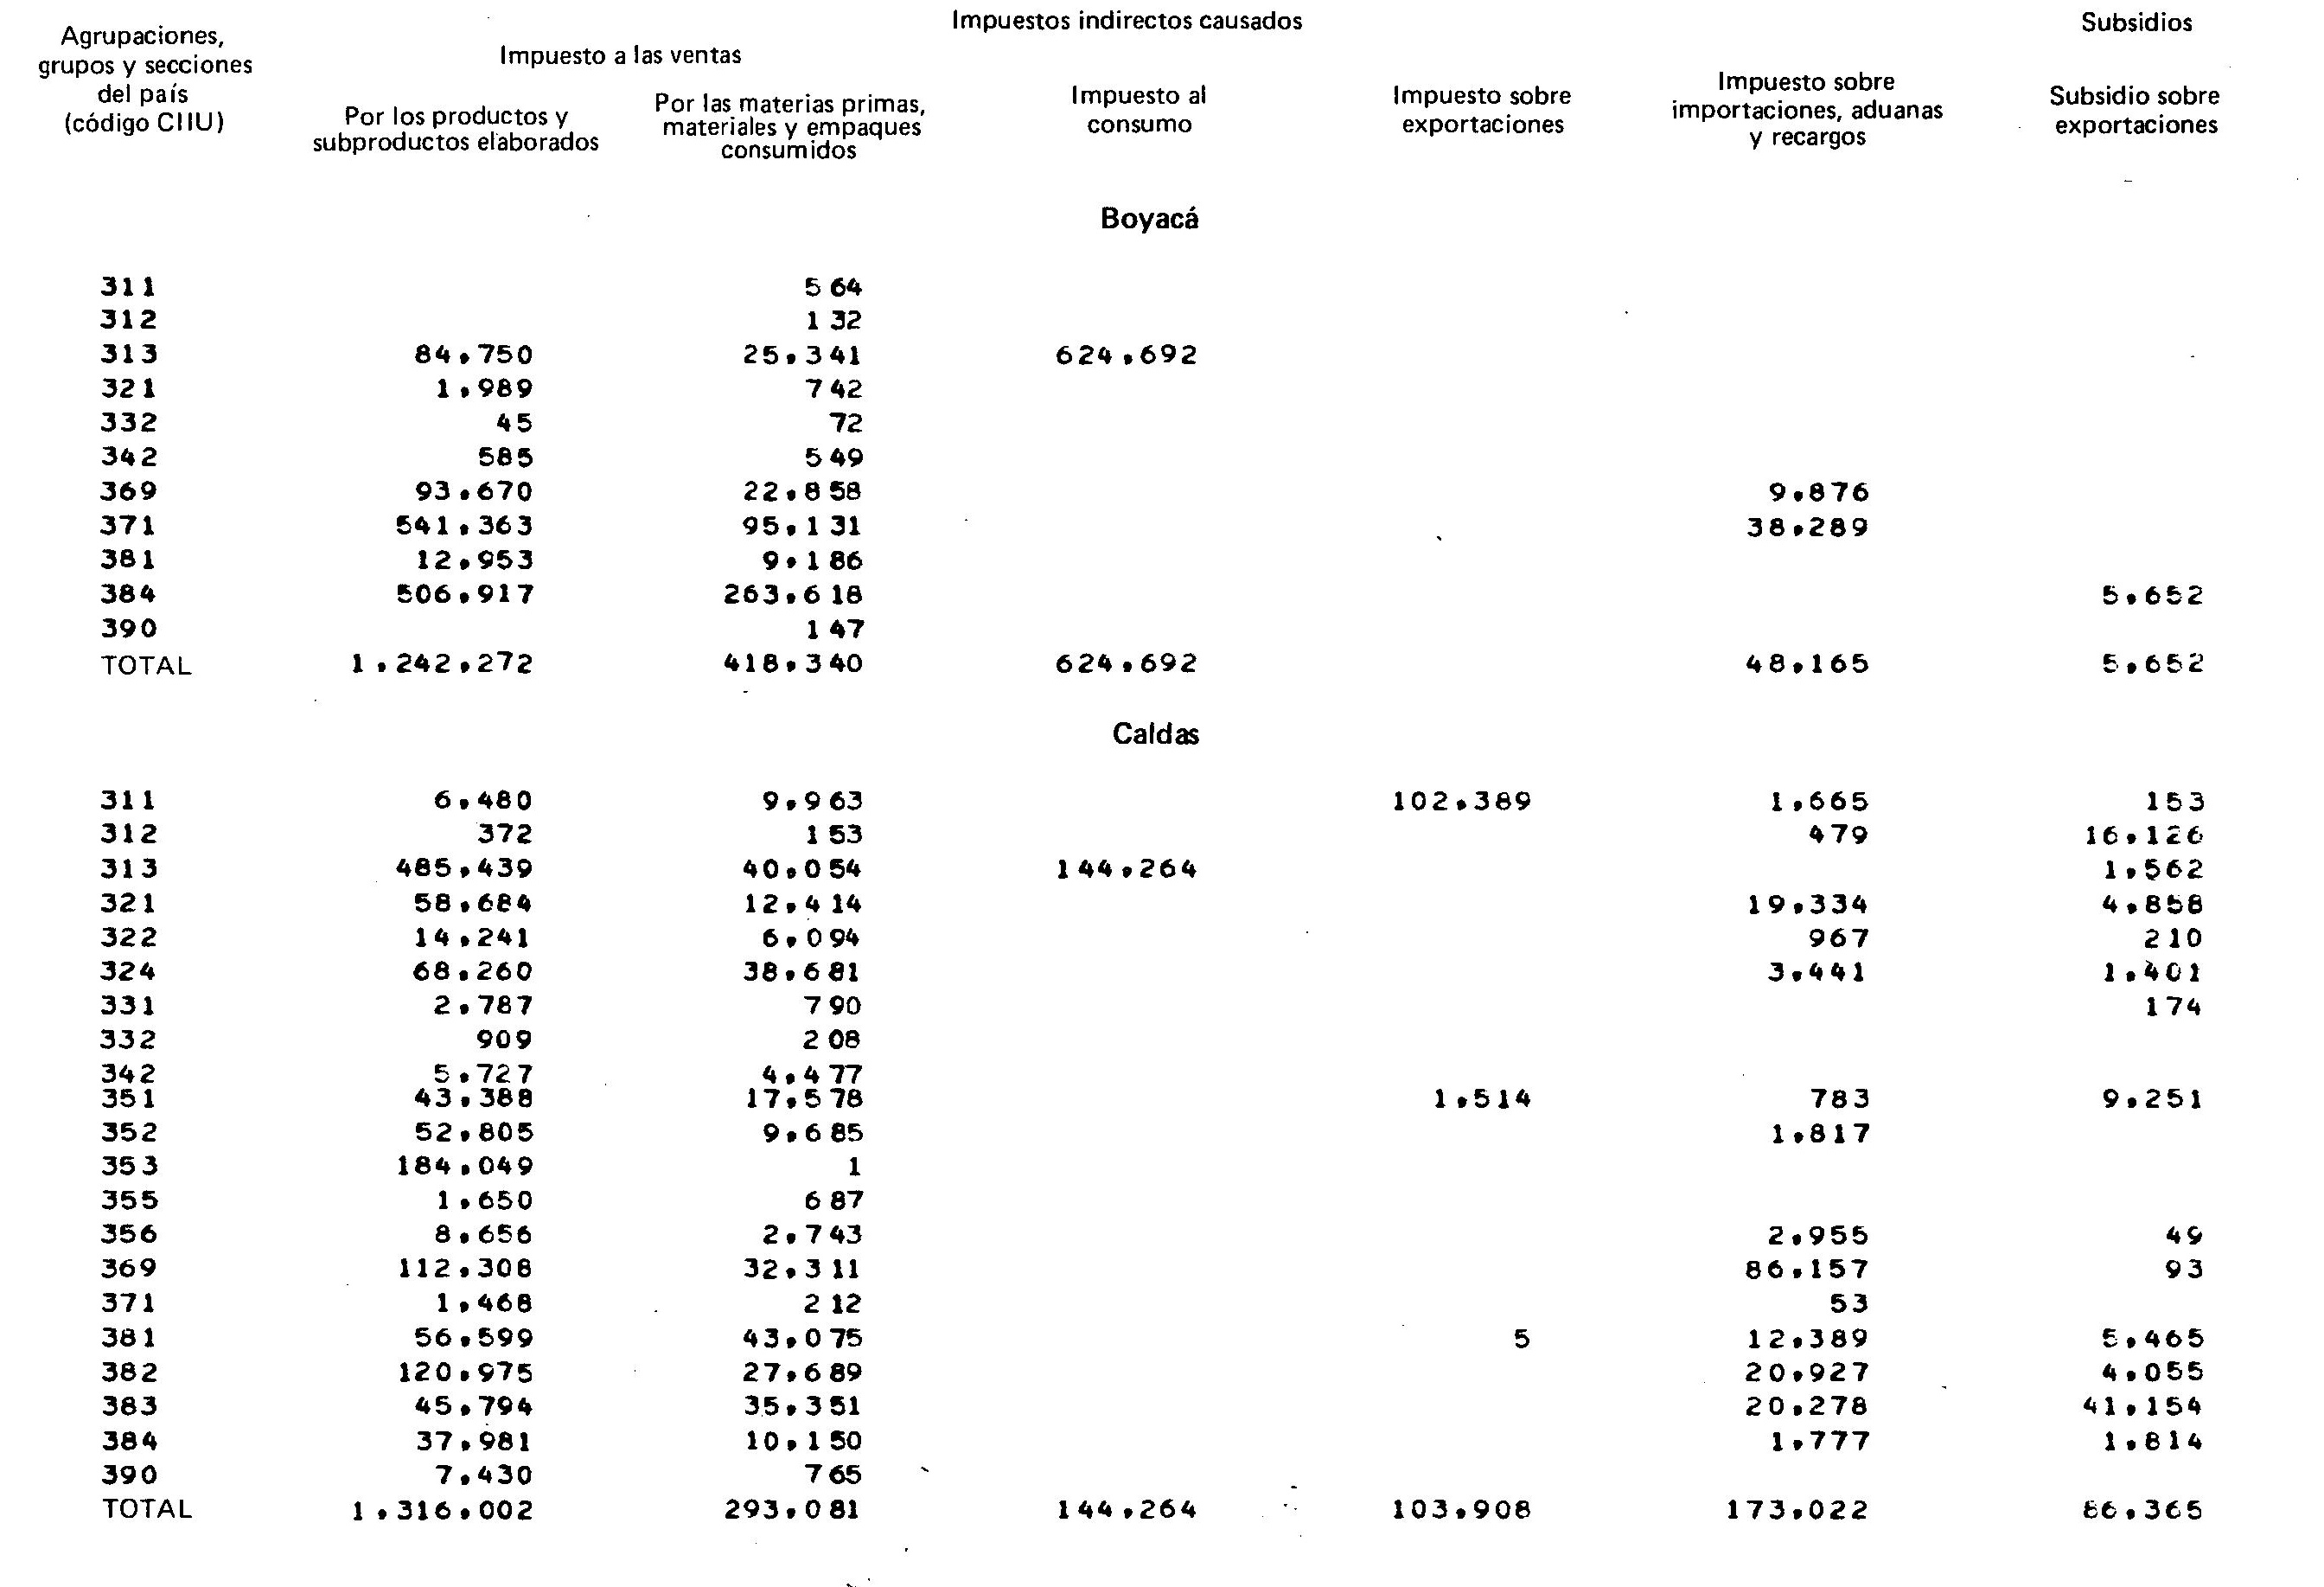 Impuestos indirectos causados Subsidios
Agrupaciones, grupos y secciones del país (código CIIU)
Impuesto a las ventas
Por los productos y subproductos elaborados
Por las materias primas, materiales y empaques consumidos
Impuesto al consumo
Impuesto sobre exportaciones
Impuesto sobre importaciones, aduanas y recargos
Subsidio sobre exportaciones
Boyacá
311 564
312 132
313 84.750 25.341 624.692
321 1.989 742
332 45 72
342 585 549
369 93.670 22.858 9.876
371 541.363 95.131 38.289
381 12.953 9.186
384 506.917 263.618 5.652
390 147
TOTAL 1.242.272 418.340 624.692 48.165 5.652
Caldas
311 6.480 9.963 102.389 1.665 153
312 372 153 479 16.126
313 485.439 40.054 144.264 1.562
321 58.684 12.414 19.334 4.858
322 14.241 6.094 967 210
324 68.260 38.681 3.441 1.401
331 2.787 790 174
332 909 208
342 5.727 4.477
351 43.388 17.578 1.514 783 9.251
352 52.805 9.685 1.817
353 184.049 1
355 1.650 687
356 8.656 2.743 2.955 49
369 112.308 32.311 86.157 93
371 1.468 212 53
381 56.599 43.075 5 12.389 5.465
382 120.975 27.689 20.927 4.055
383 45.794 35.351 20.278 41.154
384 37.981 10.150 1.777 1.814
390 7.430 765
TOTAL 1.316.002 293.081 144.264 103.908 173.022 86.365